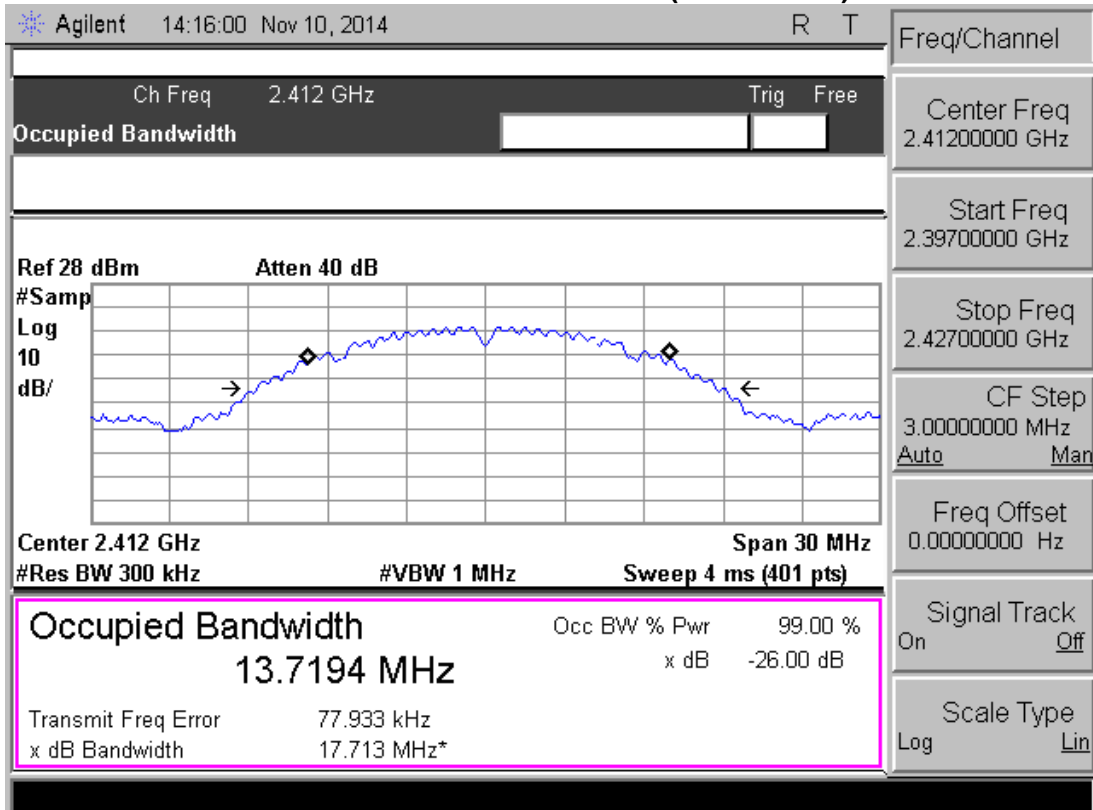 Agilent 14:16:00 Nov 10, 2014 R T
Freq/Channel
Ch Freq 2.412 GHz Trig Free
Occupied Bandwidth
Center Freq
2.41200000 GHz
Start Freq
2.39700000 GHz
Stop Freq
2.42700000 GHz
CF Step
3.00000000 MHz
Auto Man
Freq Offset
0.00000000 Hz
Signal Track
On Off
Scale Type
Log Lin
Ref 28 dBm Atten 40 dB
#Samp
Log
10
dB/
Center 2.412 GHz Span 30 MHz
#Res BW 300 kHz #VBW 1 MHz Sweep 4 ms (401 pts)
Occupied Bandwidth
13.7194 MHz
Occ BW % Pwr 99.00 %
x dB -26.00 dB
Transmit Freq Error 77.933 kHz
x dB Bandwidth 17.713 MHz*